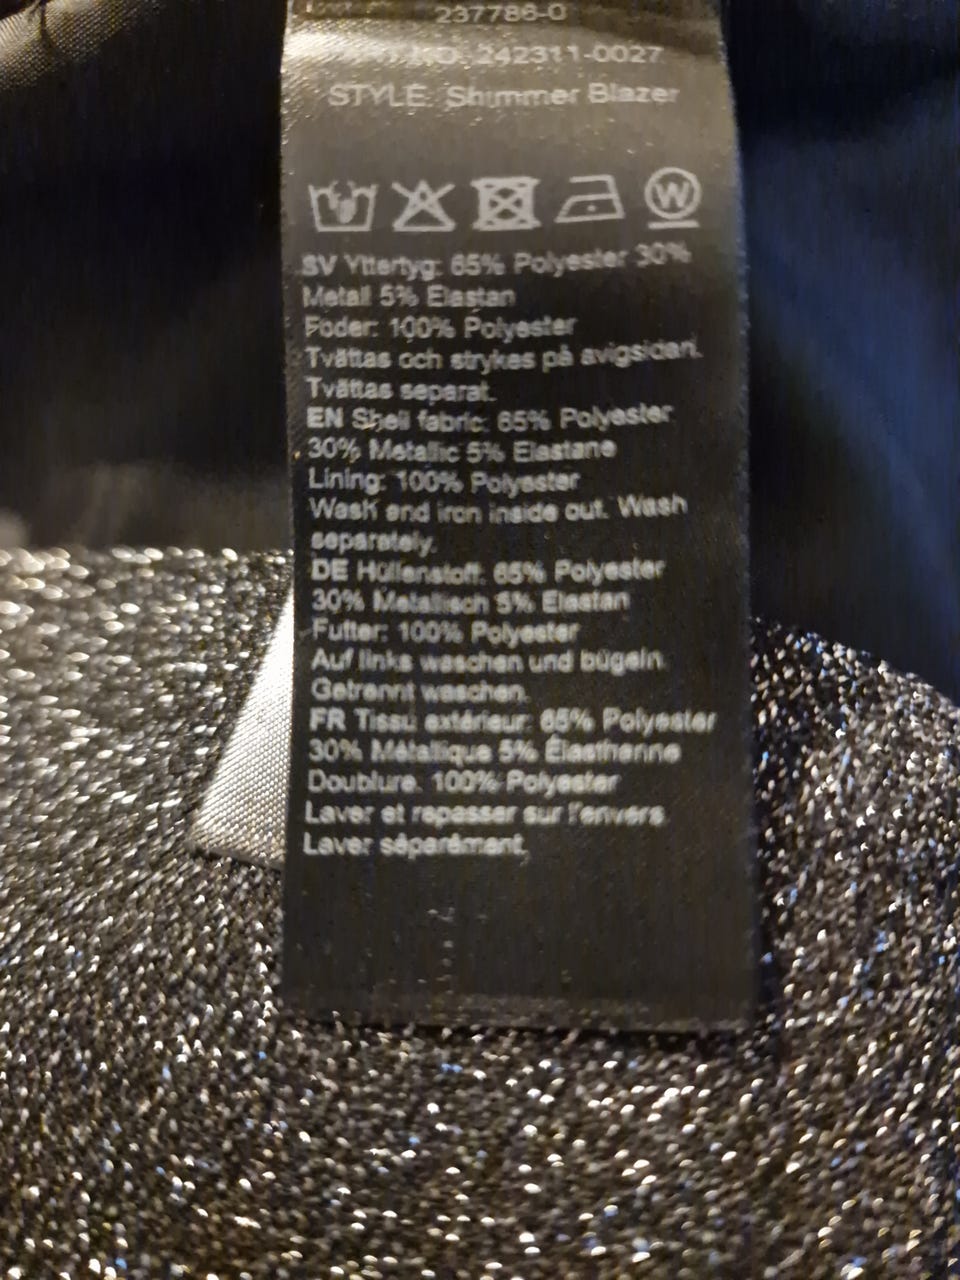 237786-0
242311-0027
STYLE: Shimmer Blazer
W
SV Yttertyg: 65% Polyester 30%
Metall 5% Elastan
Foder: 100% Polyester
Tvättas och strykes på avigsidan.
Tvättas separat.
EN Shell fabric: 65% Polyester
30% Metallic 5% Elastane
Lining: 100% Polyester
Wash and iron inside out. Wash
separately.
DE Hüllenstoff: 65% Polyester
30% Metallisch 5% Elastan
Futter: 100% Polyester
Auf links waschen und bügeln.
Getrennt waschen.
FR Tissu extérieur: 65% Polyester
30% Métallique 5% Élasthanne
Doublure: 100% Polyester
Laver et repasser sur l'envers
Laver séparément.